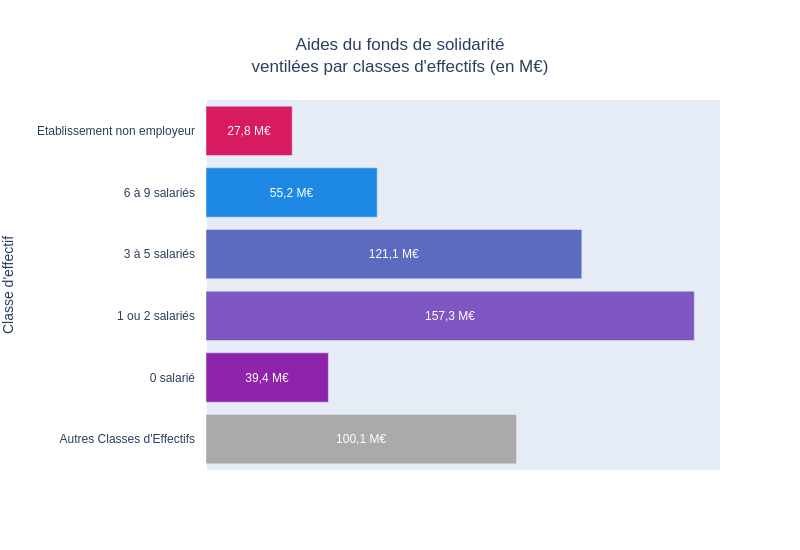 Aides du fonds de solidarité
ventilées par classes d'effectifs (en M€)
Classe d'effectif
Etablissement non employeur
27,8 M€
6 à 9 salariés
55,2 M€
3 à 5 salariés
121,1 M€
1 ou 2 salariés
157,3 M€
0 salarié
39,4 M€
Autres Classes d'Effectifs
100,1 M€